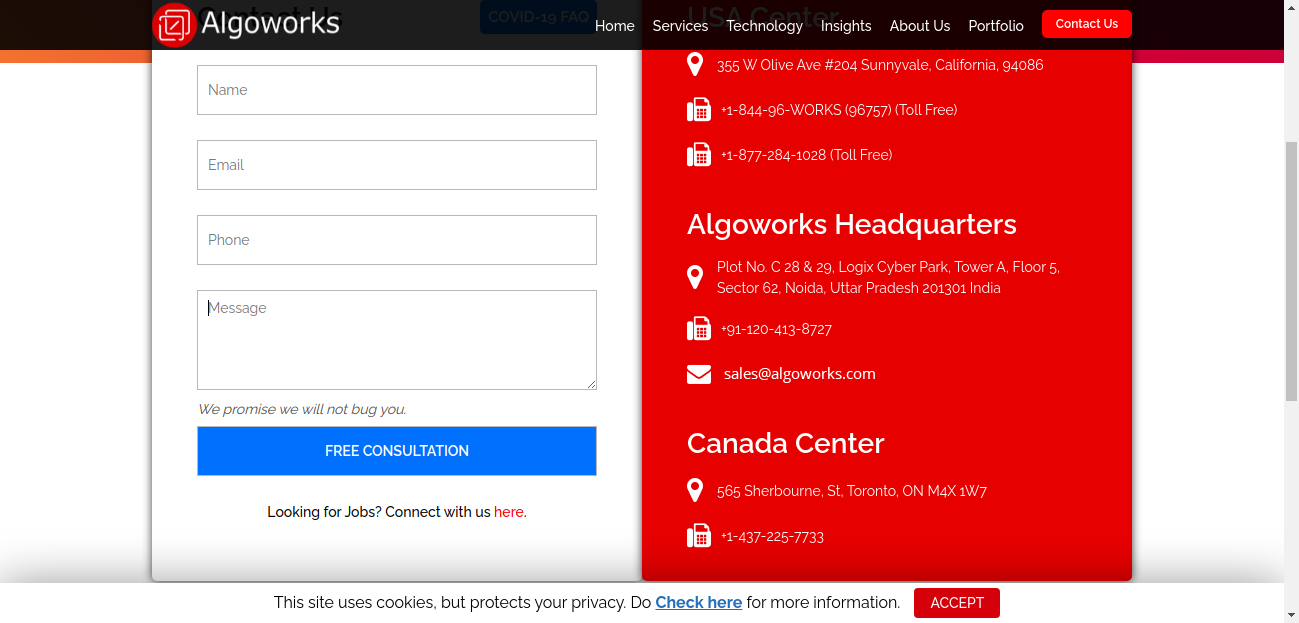 Algoworks
Home
Services
Technology
Insights
About Us
Portfolio
Contact Us
COVID-19 FAQ
USA Center
Name
Email
Phone
Message
We promise we will not bug you.
FREE CONSULTATION
Looking for Jobs? Connect with us here.
355 W Olive Ave #204 Sunnyvale, California, 94086
+1-844-96-WORKS (96757) (Toll Free)
+1-877-284-1028 (Toll Free)
Algoworks Headquarters
Plot No. C 28 & 29, Logix Cyber Park, Tower A, Floor 5,
Sector 62, Noida, Uttar Pradesh 201301 India
+91-120-413-8727
sales@algoworks.com
Canada Center
565 Sherbourne, St, Toronto, ON M4X 1W7
+1-437-225-7733
This site uses cookies, but protects your privacy. Do Check here for more information.
ACCEPT